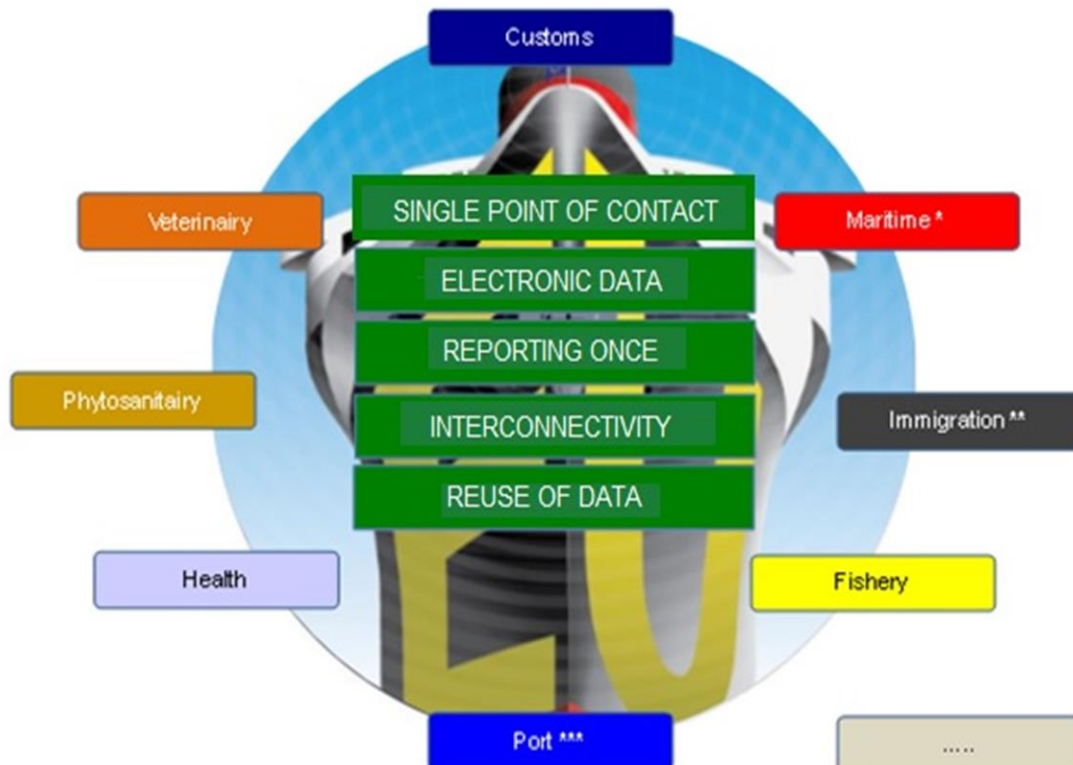 Customs
SINGLE POINT OF CONTACT
Veterinairy
Maritime *
ELECTRONIC DATA
REPORTING ONCE
Phytosanitairy
Immigration **
INTERCONNECTIVITY
REUSE OF DATA
Health
Fishery
Port ***
.....